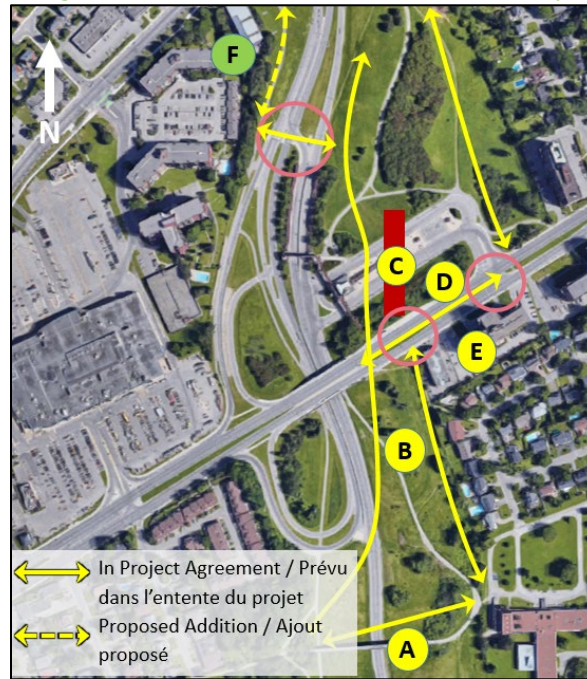 F
N
C
D
E
B
In Project Agreement / Prévu
dans l’entente du projet
Proposed Addition / Ajout
proposé
A